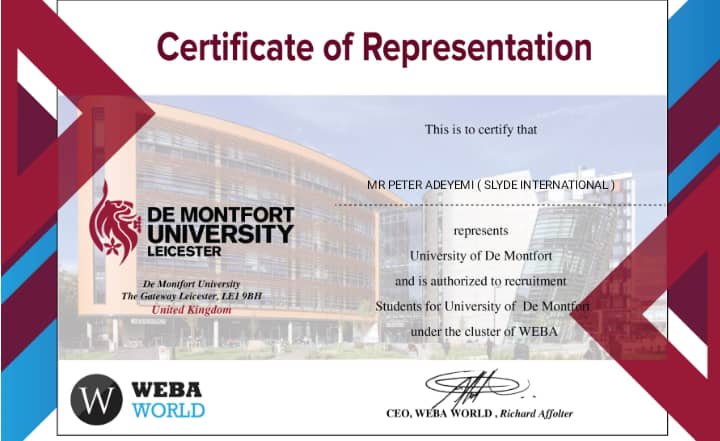 Certificate of Representation
This is to certify that
MR PETER ADEYEMI ( SLYDE INTERNATIONAL )
DE MONTFORT
UNIVERSITY
LEICESTER
De Montfort University
The Gateway Leicester, LE1 9BH
United Kingdom
represents
University of De Montfort
and is authorized to recruitment
Students for University of De Montfort
under the cluster of WEBA
W
WEBA
WORLD
CEO, WEBA WORLD , Richard Affolter